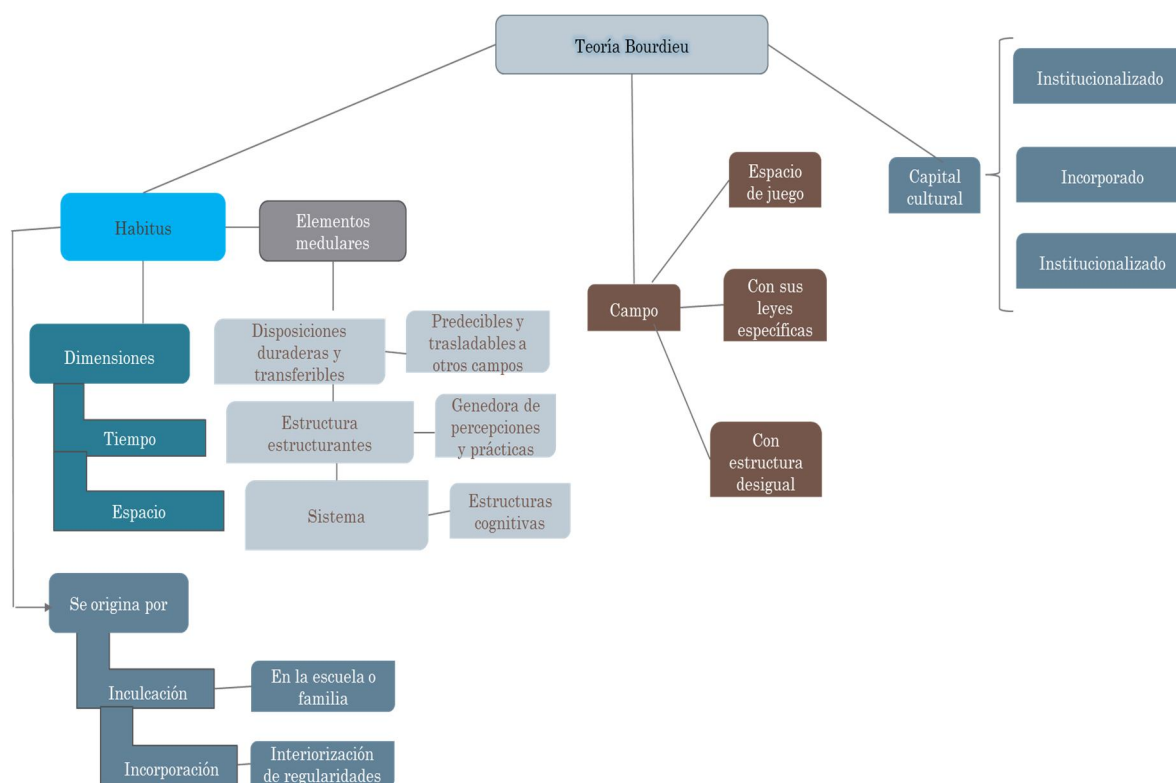 Teoría Bourdieu
Habitus
Elementos
medulares
Dimensiones
Tiempo
Espacio
Disposiciones
duraderas y
transferibles
Predecibles y
trasladables a
otros campos
Estructura
estructurantes
Genedora de
percepciones
y prácticas
Sistema
Estructuras
cognitivas
Se origina por
Inculcación
En la escuela o
familia
Incorporación
Interiorización
de regularidades
Campo
Espacio
de juego
Con sus
leyes
específicas
Con
estructura
desigual
Capital
cultural
Institucionalizado
Incorporado
Institucionalizado